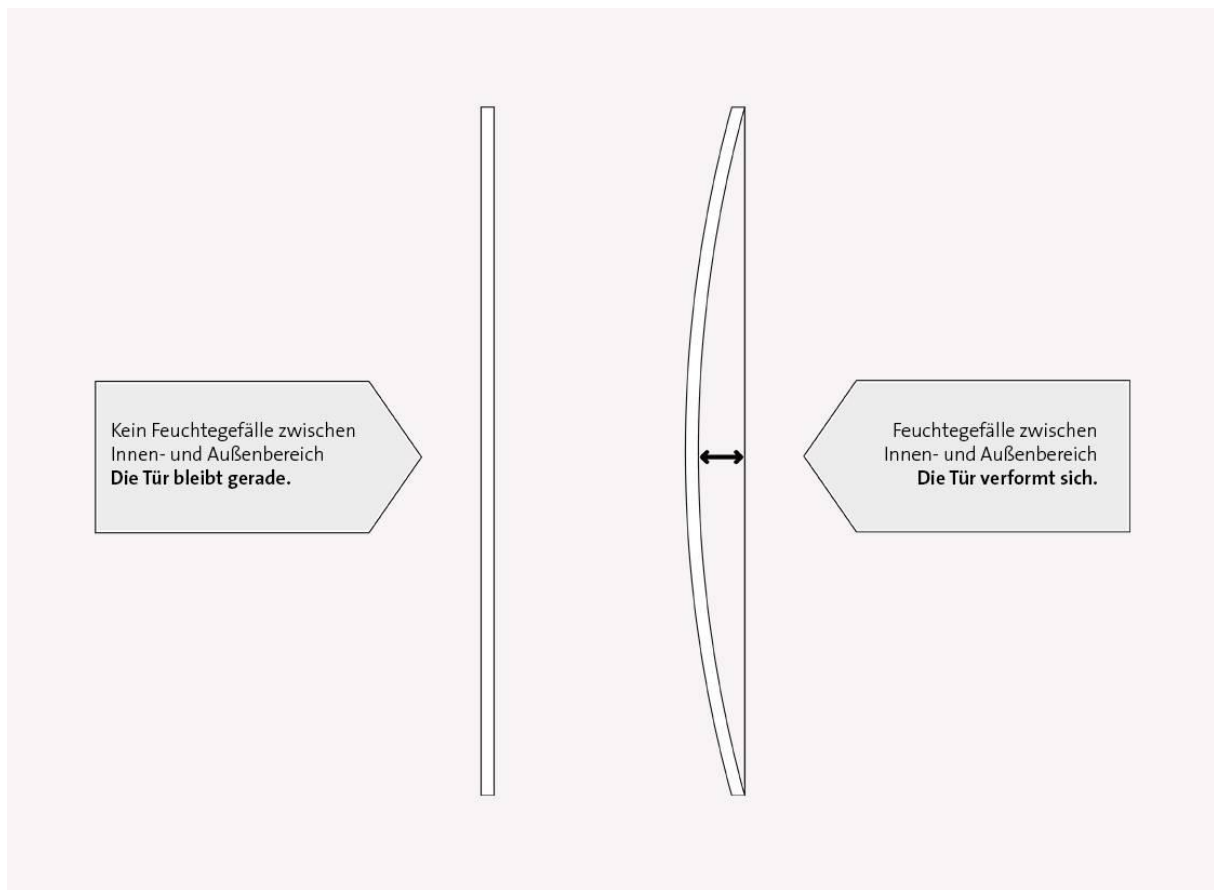 Kein Feuchtegefälle zwischen
Innen- und Außenbereich
Die Tür bleibt gerade.
Feuchtegefälle zwischen
Innen- und Außenbereich
Die Tür verformt sich.